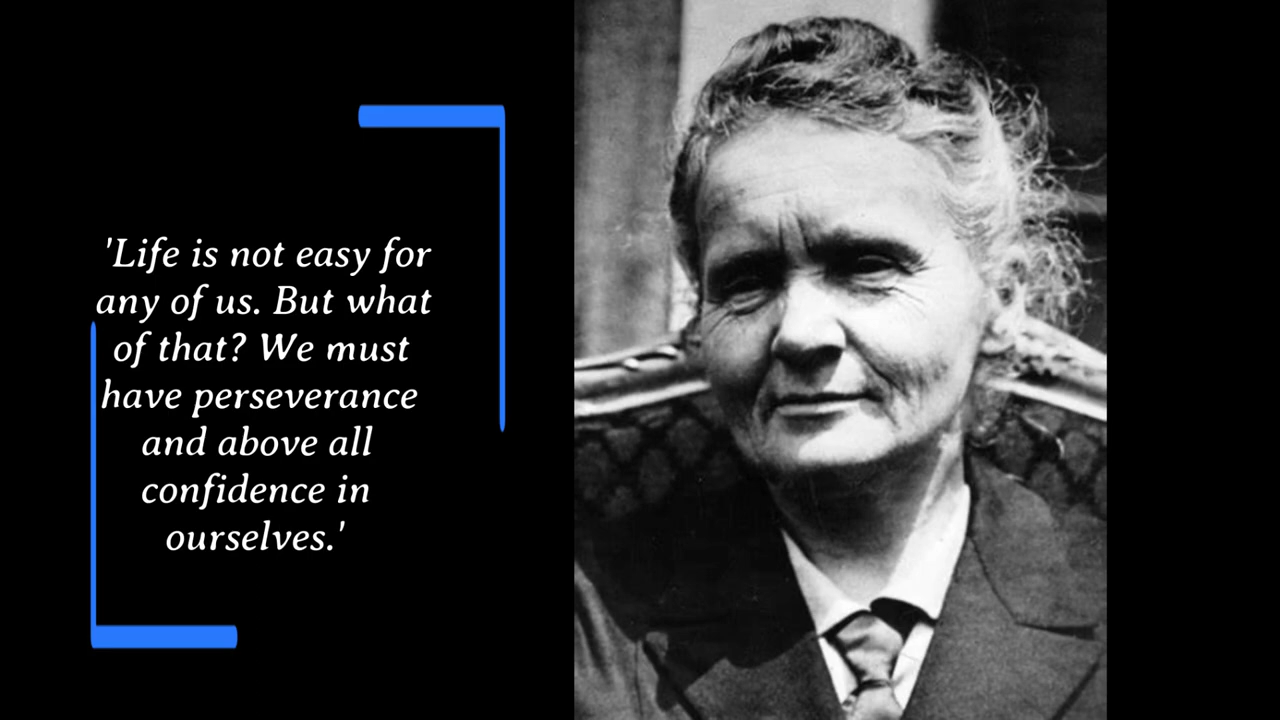 'Life is not easy for
any of us. But what
of that? We must
have perseverance
and above all
confidence in
ourselves.'